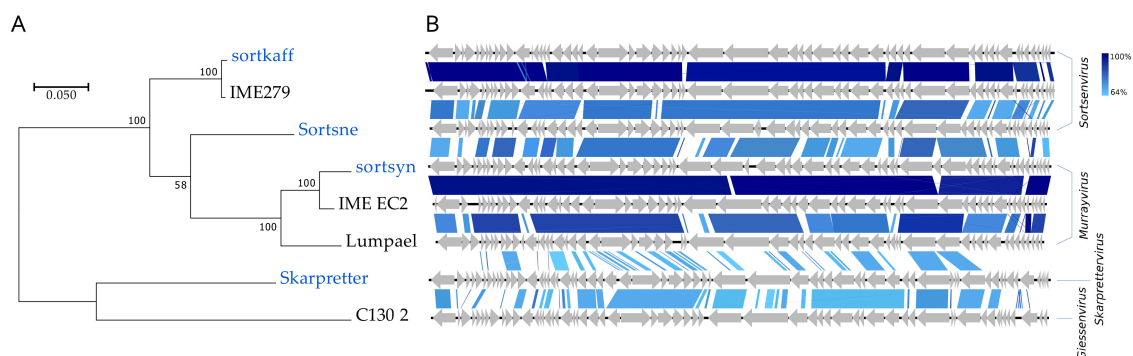 A
B
sortkaff
IME279
Sortsne
sortsyn
IME EC2
Lumpael
Skarpretter
C130 2
0.050
100
100
100
58
100
100
100%
64%
Sortsenvirus
Murrayvirus
Skarprettervirus
Giessenvirus